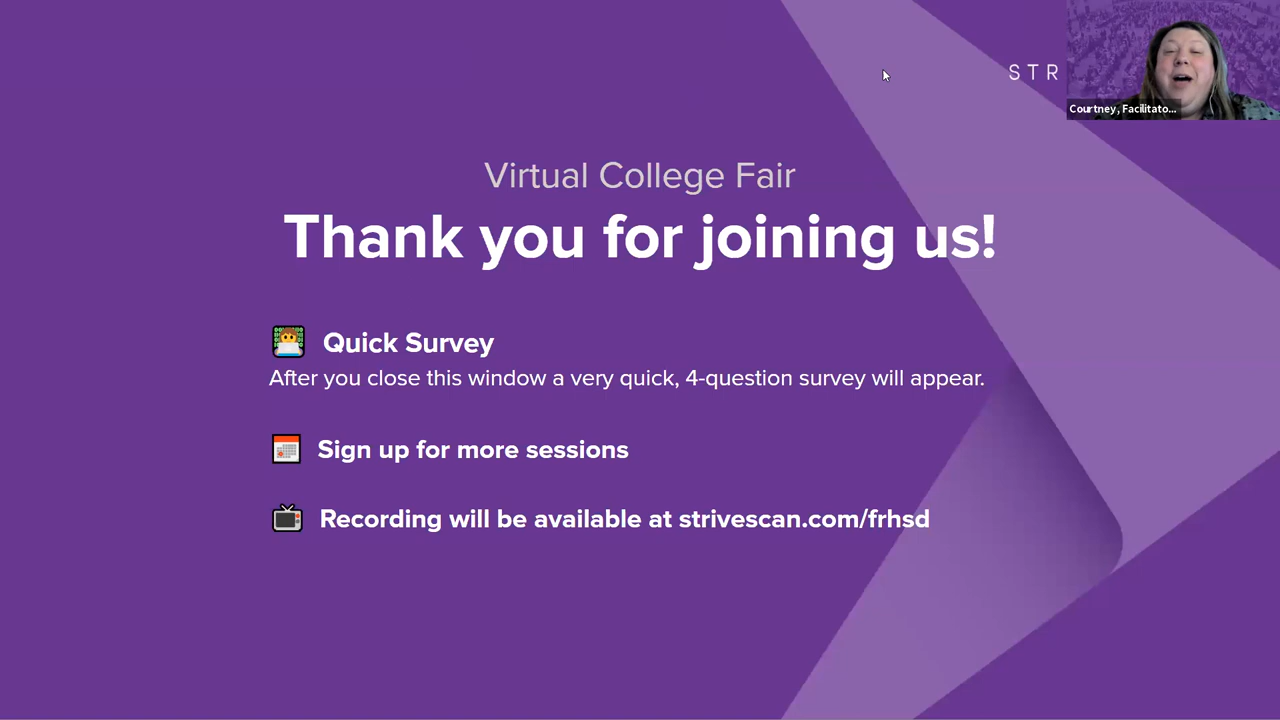 STR
Courtney, Facilitato...
Virtual College Fair
Thank you for joining us!
Quick Survey
After you close this window a very quick, 4-question survey will appear.
Sign up for more sessions
Recording will be available at strivescan.com/frhsd